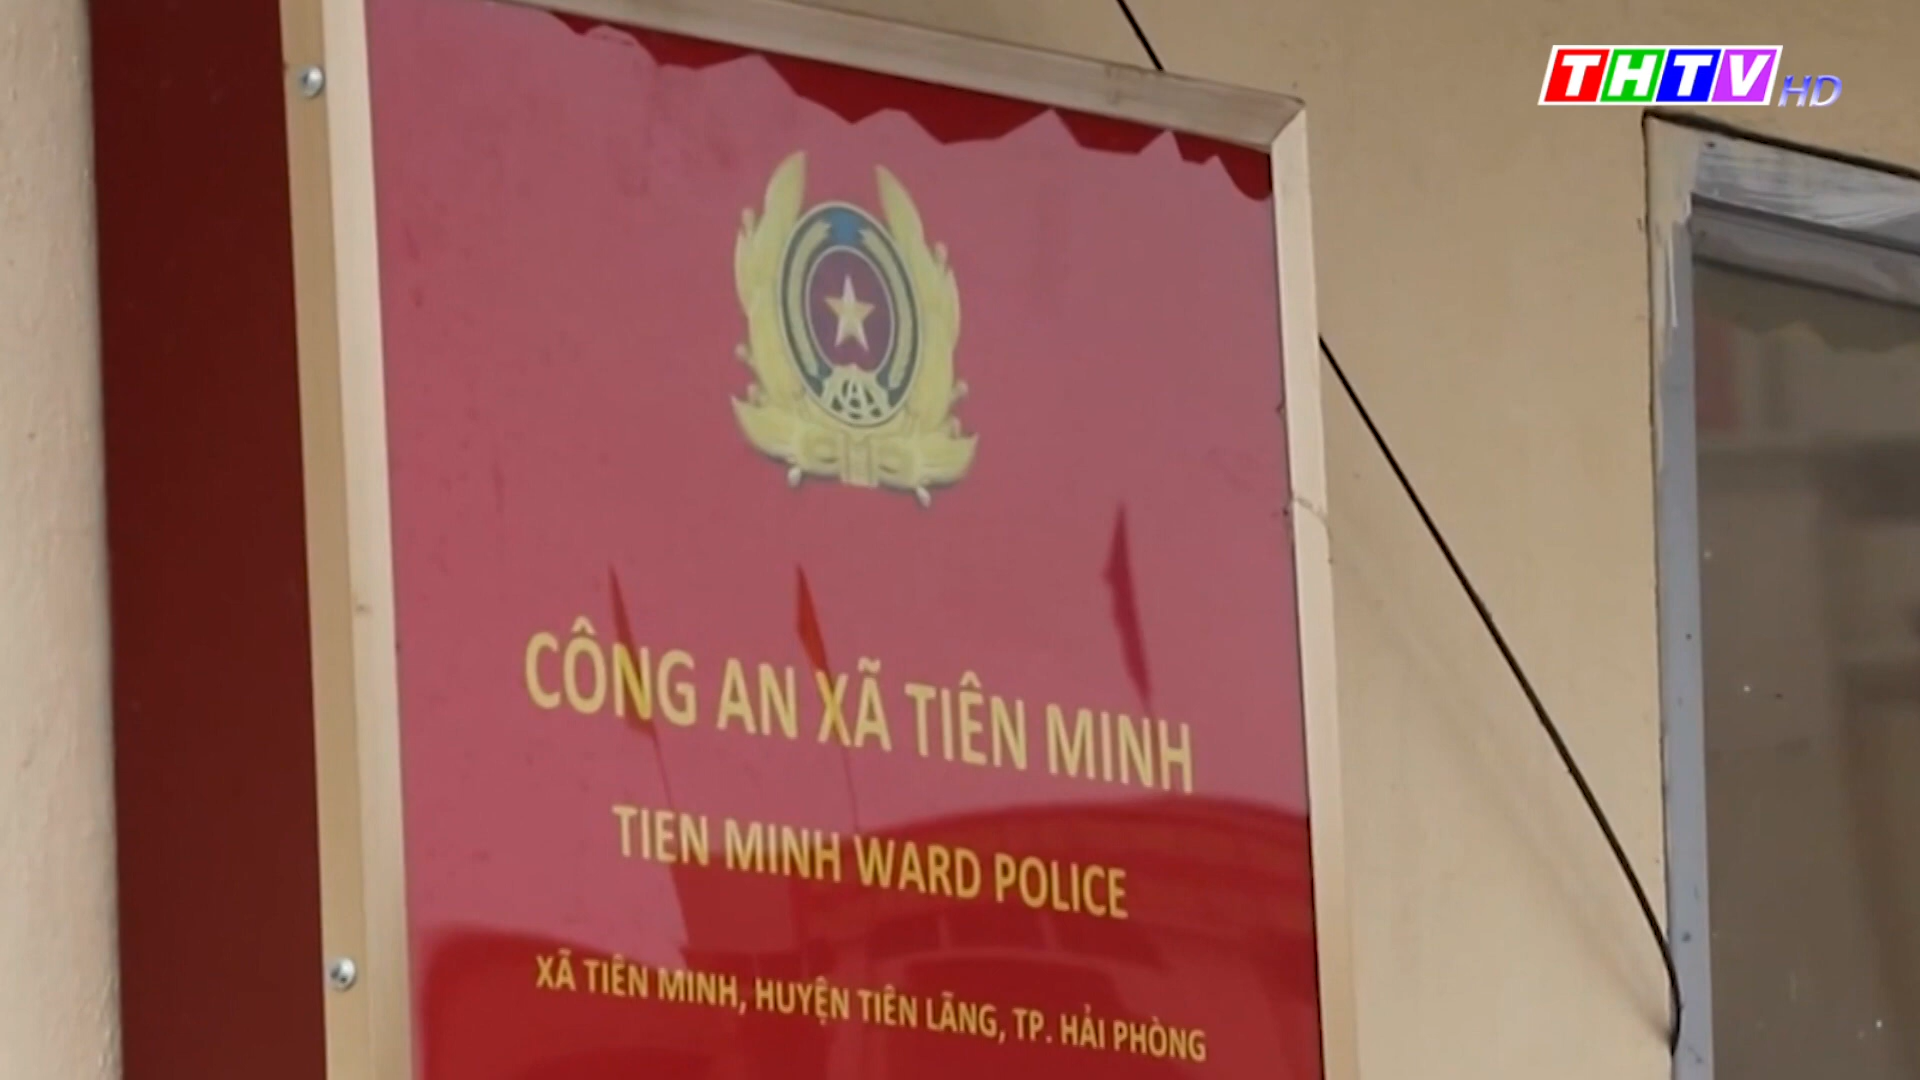 THTV HD
CÔNG AN XÃ TIÊN MINH
TIEN MINH WARD POLICE
XÃ TIÊN MINH, HUYỆN TIÊN LÃNG, TP. HẢI PHÒNG